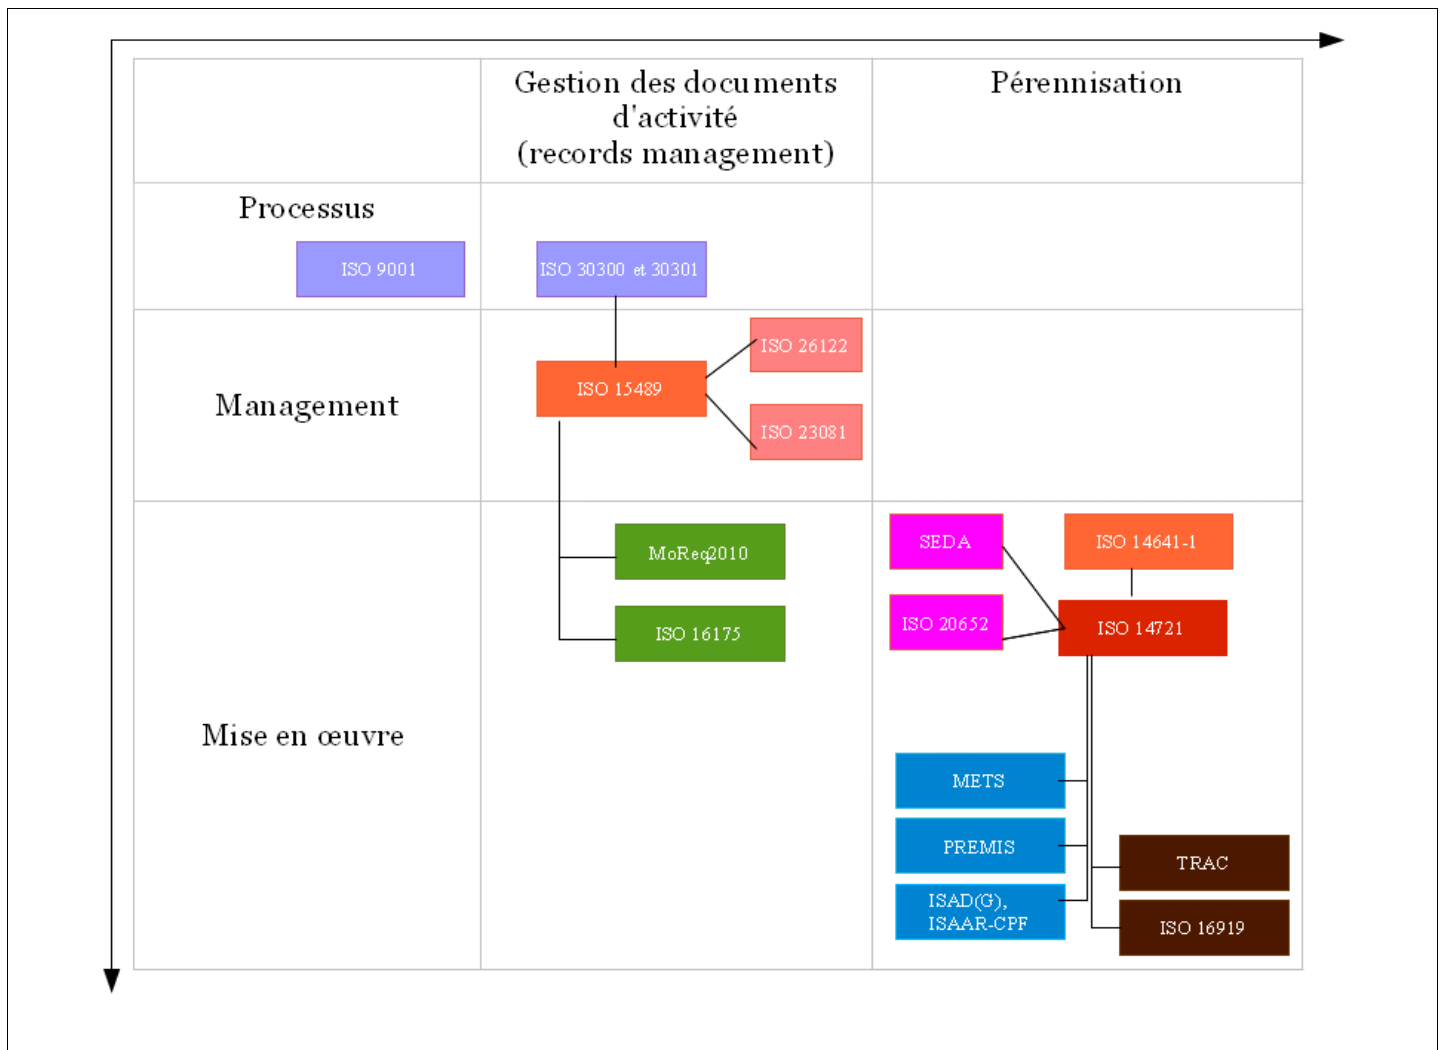 Gestion des documents
d'activité
(records management)
Pérennisation
Processus
ISO 9001
ISO 30300 et 30301
Management
ISO 15489
ISO 26122
ISO 23081
Mise en œuvre
MoReq2010
ISO 16175
SEDA
ISO 14641-1
ISO 20652
ISO 14721
METS
PREMIS
ISAD(G),
ISAAR-CPF
TRAC
ISO 16919